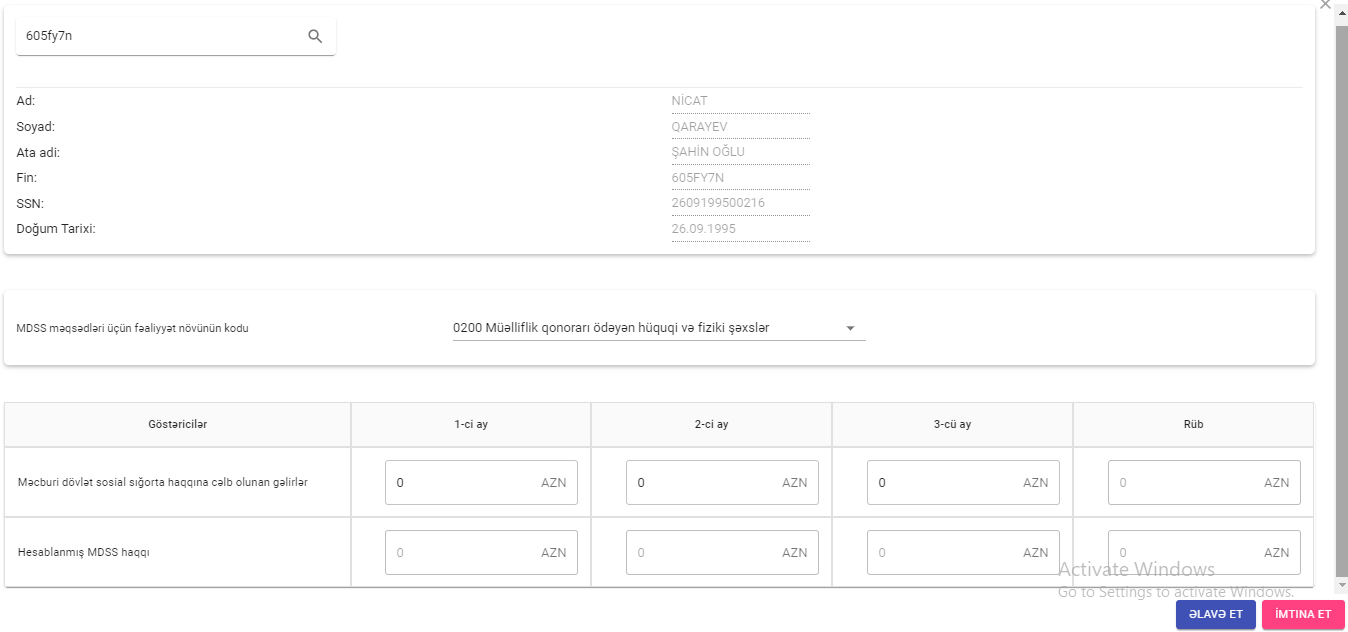 605fy7n
Ad: NİCAT
Soyad: QARAYEV
Ata adi: ŞAHİN OĞLU
Fin: 605FY7N
SSN: 2609199500216
Doğum Tarixi: 26.09.1995
MDSS məqsədləri üçün fəaliyyət növünün kodu 0200 Müəlliflik qonorarı ödəyən hüquqi və fiziki şəxslər
Göstəricilər 1-ci ay 2-ci ay 3-cü ay Rüb
Məcburi dövlət sosial sığorta haqqına cəlb olunan gəlirlər 0 AZN 0 AZN 0 AZN 0 AZN
Hesablanmış MDSS haqqı 0 AZN 0 AZN 0 AZN 0 AZN
Activate Windows
Go to Settings to activate Windows.
ƏLAVƏ ET İMTINA ET